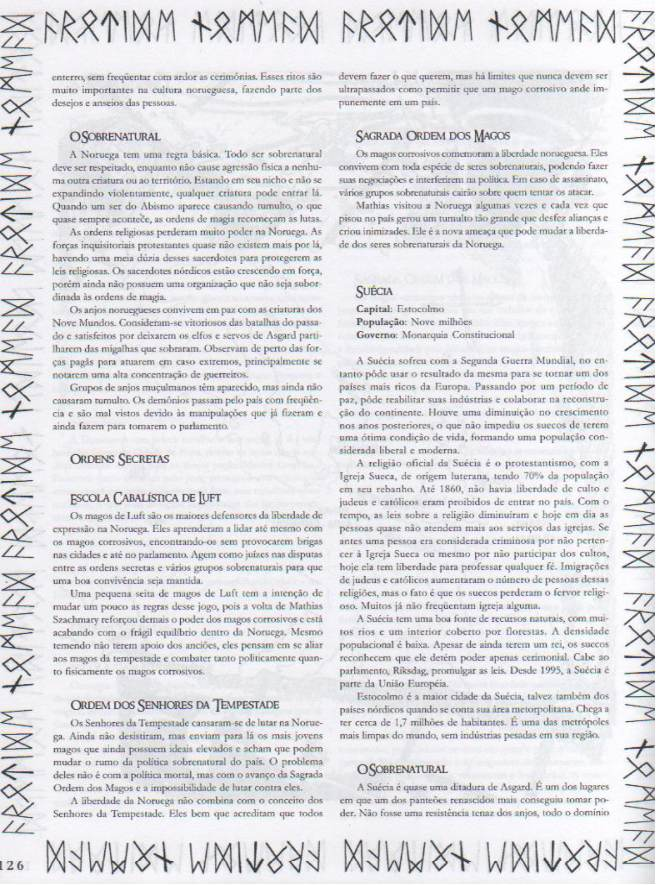 enterro, sem freqüentar com ardor as cerimônias. Esses ritos são
muito importantes na cultura norueguesa, fazendo parte dos
desejos e anseios das pessoas.
O SOBRENATURAL
A Noruega tem uma regra básica. Todo ser sobrenatural
deve ser respeitado, enquanto não cause agressão física a nenhu-
ma outra criatura ou ao território. Estando em seu nicho e não se
expandindo violentamente, qualquer criatura pode entrar lá.
Quando um ser do Abismo aparece causando tumulto, o que
quase sempre acontece, as ordens de magia recomeçam as lutas.
As ordens religiosas perderam muito poder na Noruega. As
forças inquisitoriais protestantes quase não existem mais por lá,
havendo uma meia dúzia desses sacerdotes para protegerem as
leis religiosas. Os sacerdotes nórdicos estão crescendo em força,
porém ainda não possuem uma organização que não seja subor-
dinada às ordens de magia.
Os anjos noruegueses convivem em paz com as criaturas dos
Nove Mundos. Consideram-se vitoriosos das batalhas do passa-
do e satisfeitos por deixarem os elfos e servos de Asgard parti-
lharem das migalhas que sobraram. Observam de perto das for-
ças pagãs para atuarem em caso extremos, principalmente se
notarem uma alta concentração de guerreiros.
Grupos de anjos muçulmanos têm aparecido, mas ainda não
causaram tumulto. Os demônios passam pelo país com freqüên-
cia e são mal vistos devido às manipulações que já fizeram e
ainda fazem para tomarem o parlamento.
ORDENS SECRETAS
ESCOLA CABALÍSTICA DE LUFT
Os magos de Luft são os maiores defensores da liberdade de
expressão na Noruega. Eles aprenderam a lidar até mesmo com
os magos corrosivos, encontrando-os sem provocarem brigas
nas cidades e até no parlamento. Agem como juízes nas disputas
entre as ordens secretas e vários grupos sobrenaturais para que
uma boa convivência seja mantida.
Uma pequena seita de magos de Luft tem a intenção de
mudar um pouco as regras desse jogo, pois a volta de Mathias
Szachmary reforçou demais o poder dos magos corrosivos e está
acabando com o frágil equilíbrio dentro da Noruega. Mesmo
temendo não terem apoio dos anciões, eles pensam em se aliar
aos magos da tempestade e combater tanto politicamente quan-
to fisicamente os magos corrosivos.
ORDEM DOS SENHORES DA TEMPESTADE
Os Senhores da Tempestade cansaram-se de lutar na Norue-
ga. Ainda não desistiram, mas enviam para lá os mais jovens
magos que ainda possuem ideais elevados e acham que podem
mudar o rumo da política sobrenatural do país. O problema
deles não é com a política mortal, mas com o avanço da Sagrada
Ordem dos Magos e a impossibilidade de lutar contra eles.
A liberdade da Noruega não combina com o conceito dos
Senhores da Tempestade. Eles bem que acreditam que todos
devem fazer o que querem, mas há limites que nunca devem ser
ultrapassados como permitir que um mago corrosivo ande im-
punemente em um país.
SAGRADA ORDEM DOS MAGOS
Os magos corrosivos comemoram a liberdade norueguesa. Eles
convivem com toda espécie de seres sobrenaturais, podendo fazer
suas negociações e interferirem na política. Em caso de assassinato,
vários grupos sobrenaturais cairão sobre quem tentar os atacar.
Mathias visitou a Noruega algumas vezes e cada vez que
pisou no país gerou um tumulto tão grande que desfez alianças e
criou inimizades. Ele é a nova ameaça que pode mudar a liberda-
de dos seres sobrenaturais da Noruega.
SUÉCIA
Capital: Estocolmo
População: Nove milhões
Governo: Monarquia Constitucional
A Suécia sofreu com a Segunda Guerra Mundial, no en-
tanto pôde usar o resultado da mesma para se tornar um dos
países mais ricos da Europa. Passando por um período de
paz, pôde reabilitar suas indústrias e colaborar na reconstru-
ção do continente. Houve uma diminuição no crescimento
nos anos posteriores, o que não impediu os suecos de terem
uma ótima condição de vida, formando uma população con-
siderada liberal e moderna.
A religião oficial da Suécia é o protestantismo, com a
Igreja Sueca, de origem luterana, tendo 70% da população
em seu rebanho. Até 1860, não havia liberdade de culto e
judeus e católicos eram proibidos de entrar no país. Com o
tempo, as leis sobre a religião diminuíram e hoje em dia as
pessoas quase não atendem mais aos serviços das igrejas. Se
antes uma pessoa era considerada criminosa por não perten-
cer à Igreja Sueca ou mesmo por não participar dos cultos,
hoje ela tem liberdade para professar qualquer fé. Imigrações
de judeus e católicos aumentaram o número de pessoas dessas
religiões, mas o fato é que os suecos perderam o fervor religi-
oso. Muitos já não freqüentam igreja alguma.
A Suécia tem uma boa fonte de recursos naturais, com mui-
tos rios e um interior coberto por florestas. A densidade
populacional é baixa. Apesar de ainda terem um rei, os suecos
reconhecem que ele detém poder apenas cerimonial. Cabe ao
parlamento, Riksdag, promulgar as leis. Desde 1995, a Suécia é
parte da União Européia.
Estocolmo é a maior cidade da Suécia, talvez também dos
países nórdicos quando se conta sua área metorpolitana. Chega a
ter cerca de 1,7 milhões de habitantes. É uma das metrópoles
mais limpas do mundo, sem indústrias pesadas em sua região.
O SOBRENATURAL
A Suécia é quase uma ditadura de Asgard. É um dos lugares
em que um dos panteões renascidos mais conseguiu tomar po-
der. Não fosse uma resistência tenaz dos anjos, todo o domínio
126